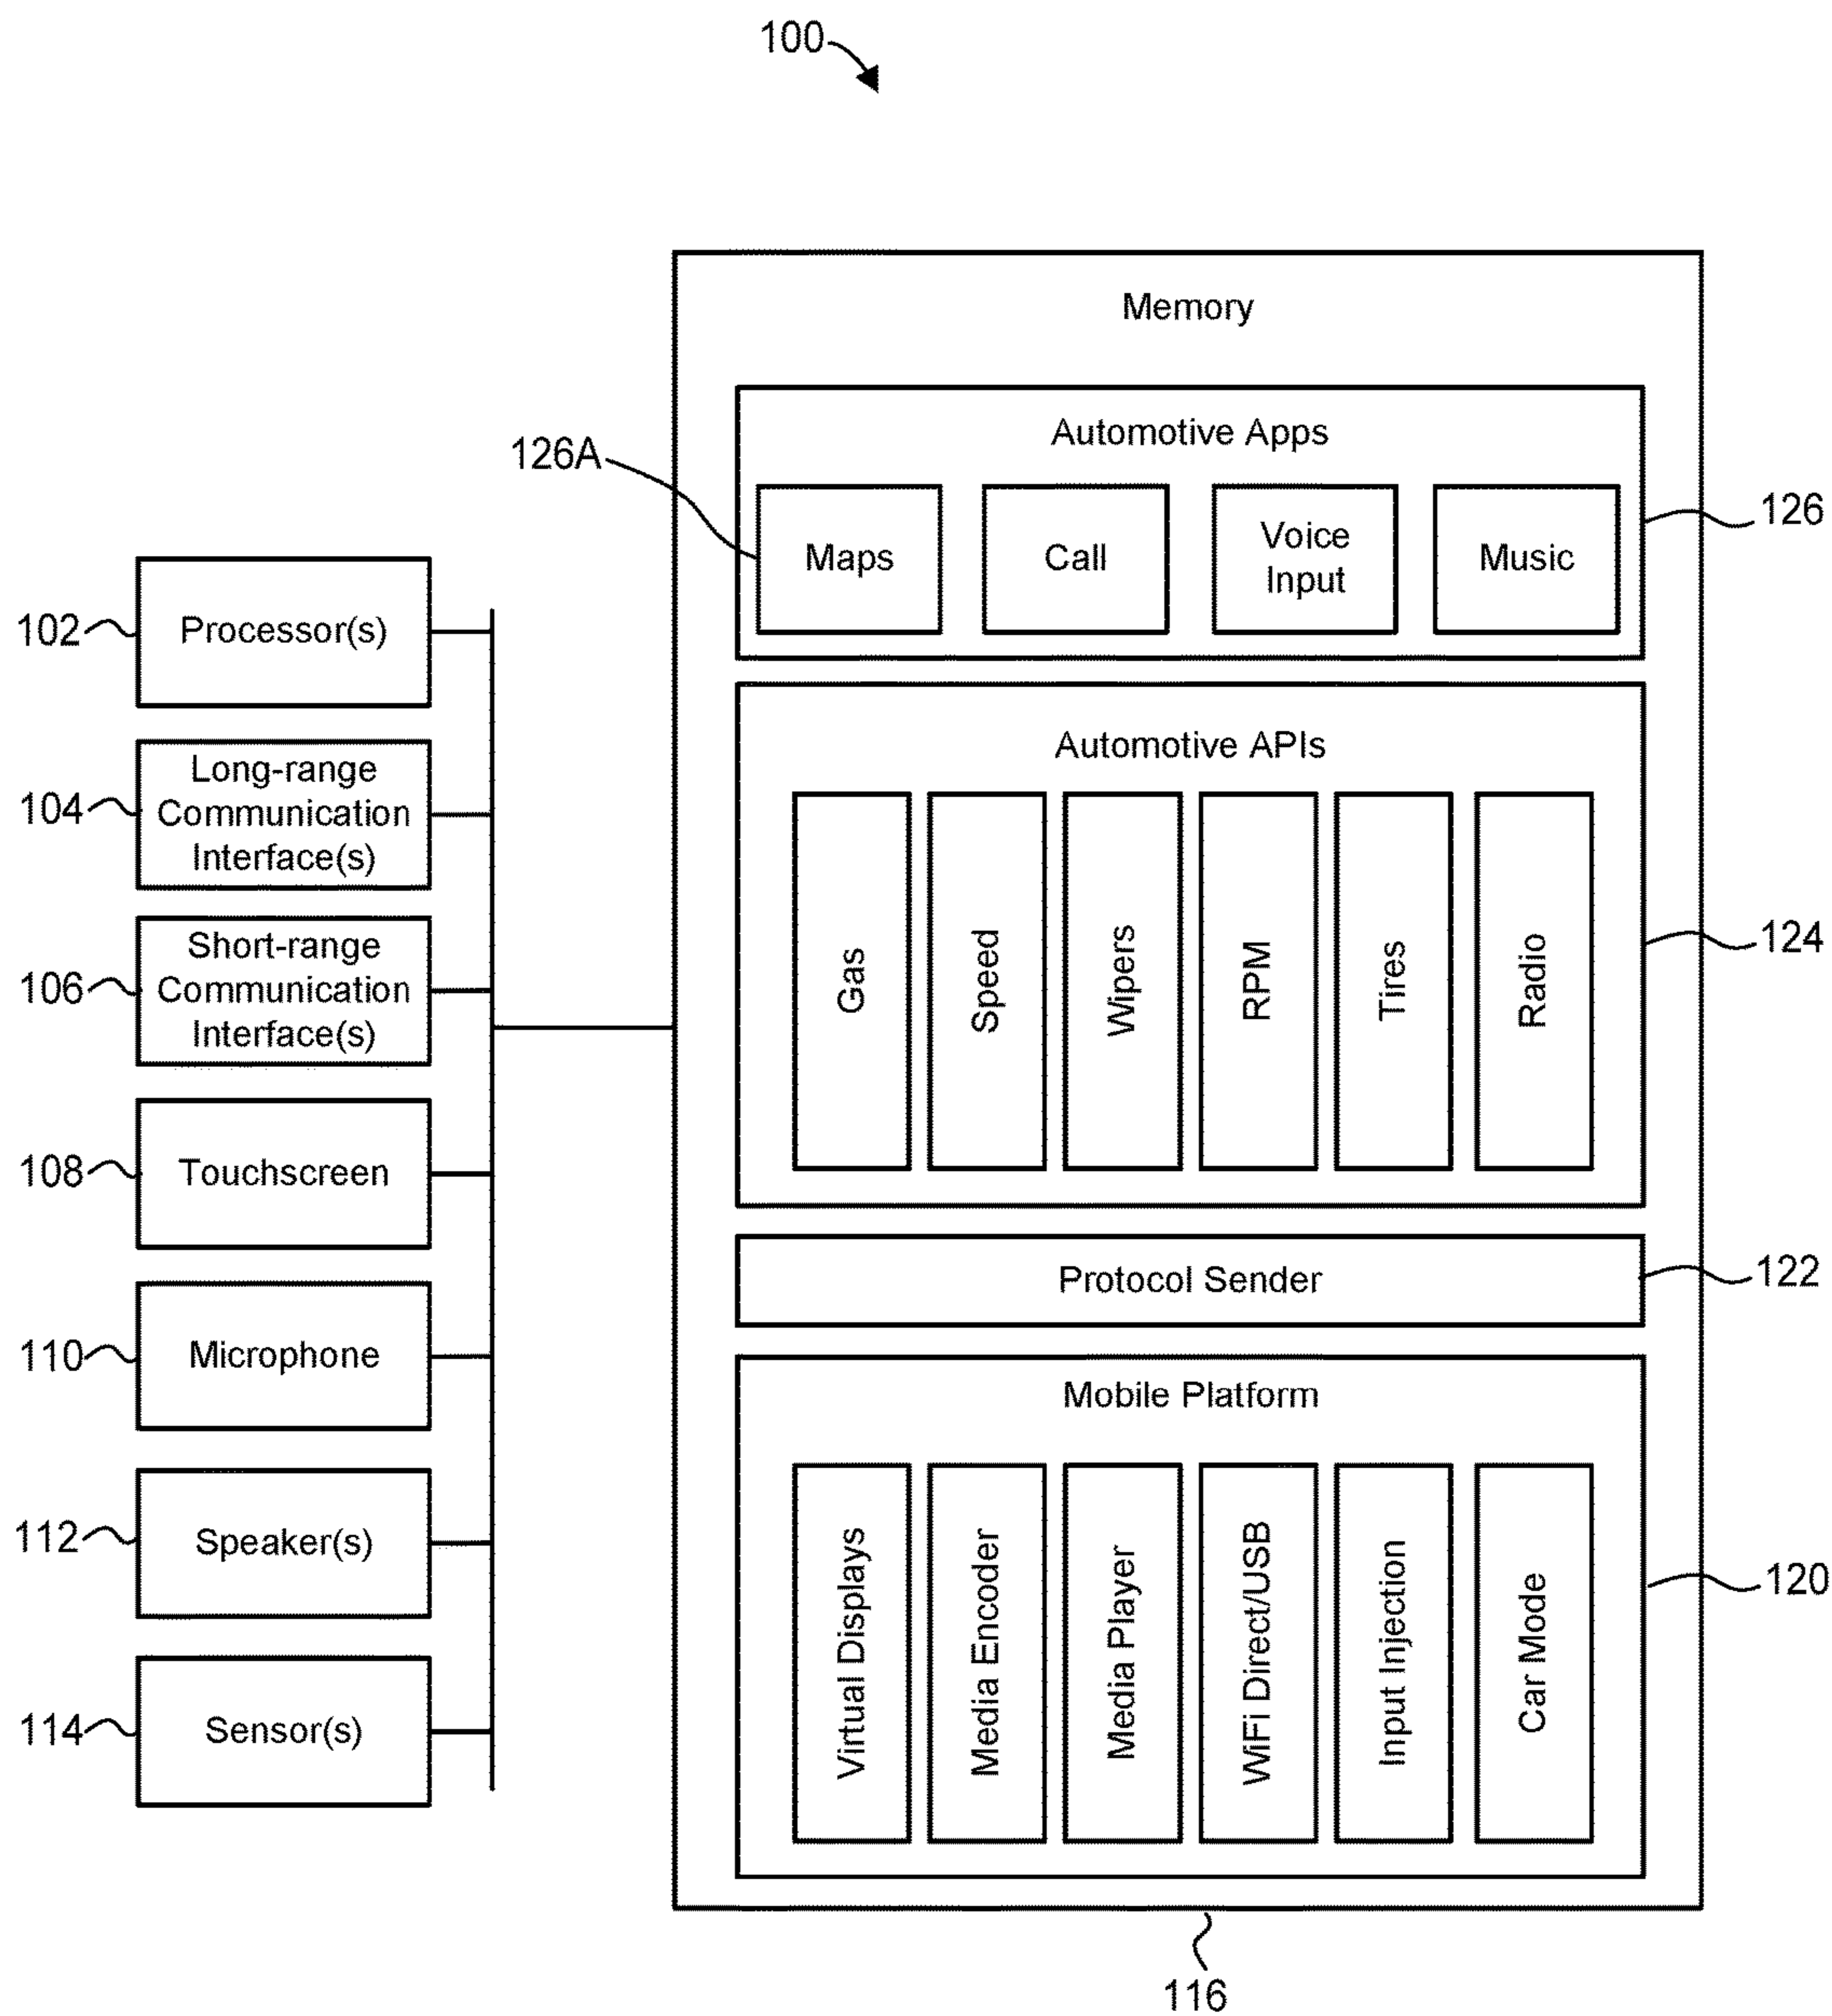 100
Memory
Automotive Apps
126A
126
Maps
Call
Voice
Input
Music
102
Processor(s)
Automotive APIs
104
Long-range
Communication
Interface(s)
106
Short-range
Communication
Interface(s)
Gas
Speed
Wipers
RPM
Tires
Radio
124
108
Touchscreen
Protocol Sender
122
110
Microphone
Mobile Platform
112
Speaker(s)
Virtual Displays
Media Encoder
Media Player
WiFi Direct/USB
Input Injection
Car Mode
120
114
Sensor(s)
116